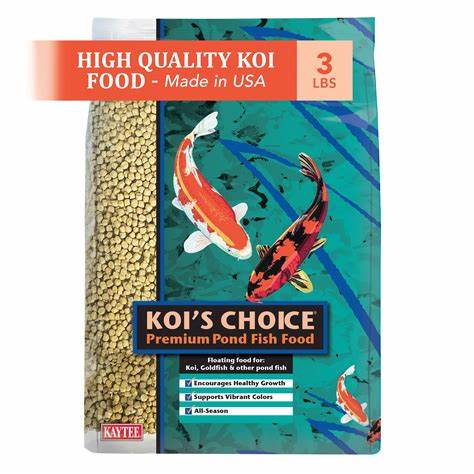 HIGH QUALITY KOI
FOOD - Made in USA
3
LBS
KOI'S CHOICE®
Premium Pond Fish Food
Floating food for:
Koi, Goldfish & other pond fish
Encourages Healthy Growth
Supports Vibrant Colors
All-Season
KAYTEE